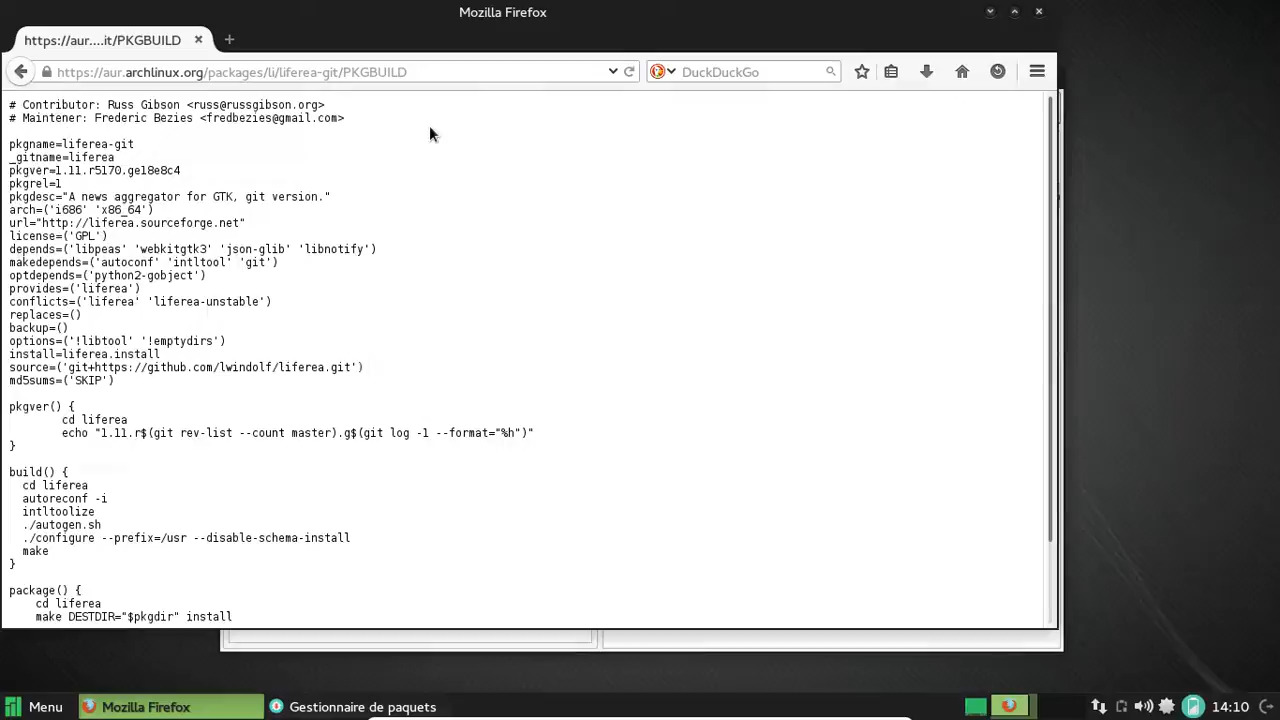 Mozilla Firefox
https://aur....it/PKGBUILD
https://aur.archlinux.org/packages/li/liferea-git/PKGBUILD
DuckDuckGo
# Contributor: Russ Gibson <russ@russgibson.org>
# Maintener: Frederic Bezies <fredbezies@gmail.com>
pkgname=liferea-git
_gitname=liferea
pkgver=1.11.r5170.ge18e8c4
pkgrel=1
pkgdesc="A news aggregator for GTK, git version."
arch=('i686' 'x86_64')
url="http://liferea.sourceforge.net"
license=('GPL')
depends=('libpeas' 'webkitgtk3' 'json-glib' 'libnotify')
makedepends=('autoconf' 'intltool' 'git')
optdepends=('python2-gobject')
provides=('liferea')
conflicts=('liferea' 'liferea-unstable')
replaces=()
backup=()
options=('!libtool' '!emptydirs')
install=liferea.install
source=('git+https://github.com/lwindolf/liferea.git')
md5sums=('SKIP')
pkgver() {
cd liferea
echo "1.11.r$(git rev-list --count master).g$(git log -1 --format="%h")"
}
build() {
cd liferea
autoreconf -i
intltoolize
./autogen.sh
./configure --prefix=/usr --disable-schema-install
make
}
package() {
cd liferea
make DESTDIR="$pkgdir" install
Menu
Mozilla Firefox
Gestionnaire de paquets
14:10